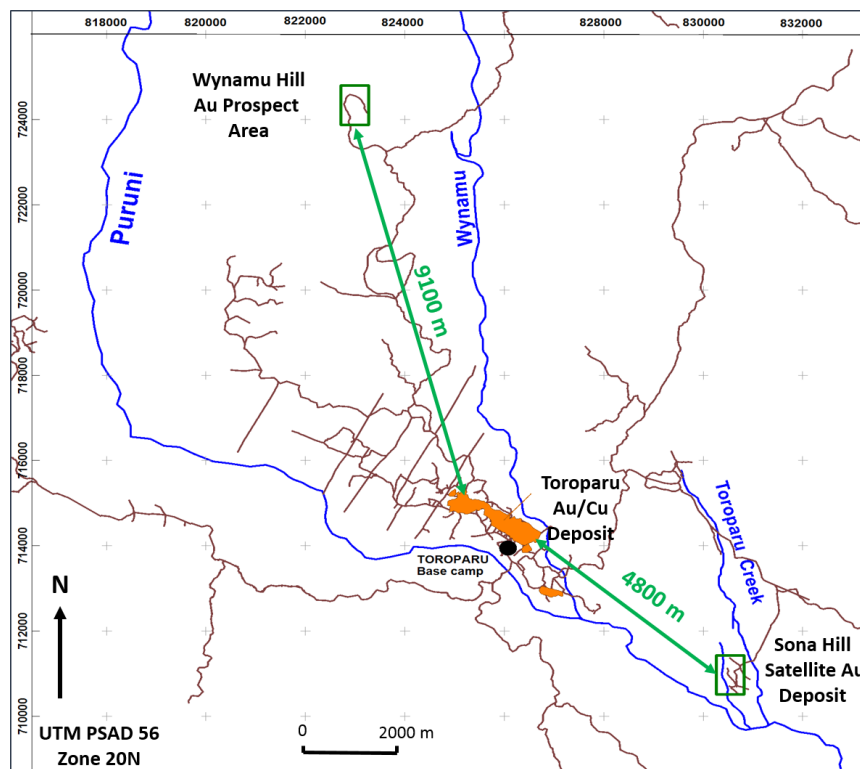 818000
820000
822000
824000
828000
830000
832000
724000
722000
720000
718000
716000
714000
712000
710000
Wynamu Hill
Au Prospect
Area
Puruni
Wynamu
9100 m
Toroparu
Au/Cu
Deposit
TOROPARU
Base camp
Toroparu Creek
4800 m
N
Sona Hill
Satellite Au
Deposit
UTM PSAD 56
Zone 20N
0 2000 m